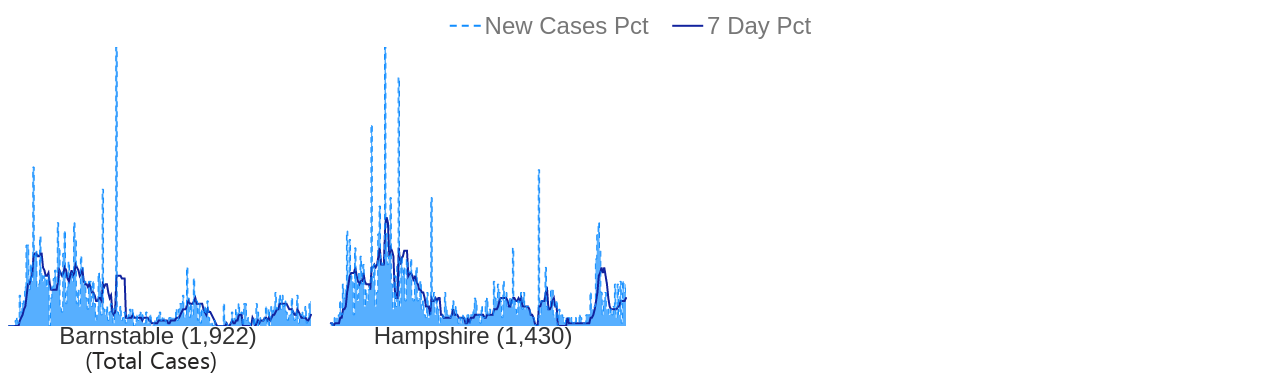 New Cases Pct 7 Day Pct
Barnstable (1,922) Hampshire (1,430)
(Total Cases)